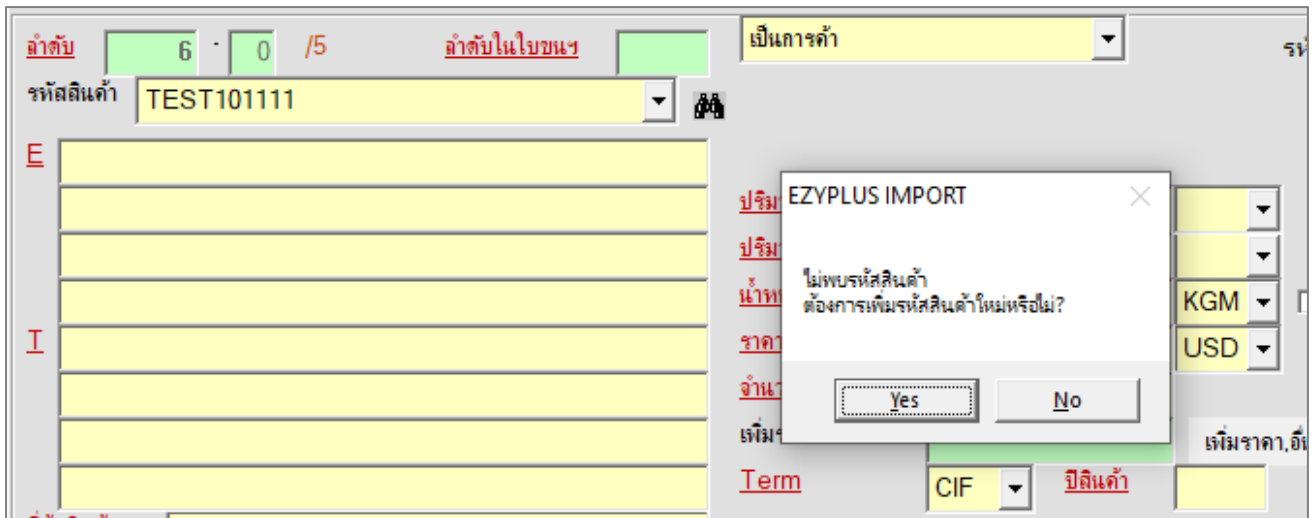 ลำดับ 6 - 0 /5 ลำดับในใบขนฯ เป็นการค้า
รหัสสินค้า TEST101111
E
EZYPLUS IMPORT
ไม่พบรหัสสินค้า
ต้องการเพิ่มรหัสสินค้าใหม่หรือไม่?
KGM
T
USD
Yes No
เพิ่มราคา,อื่
Term CIF ปีสินค้า